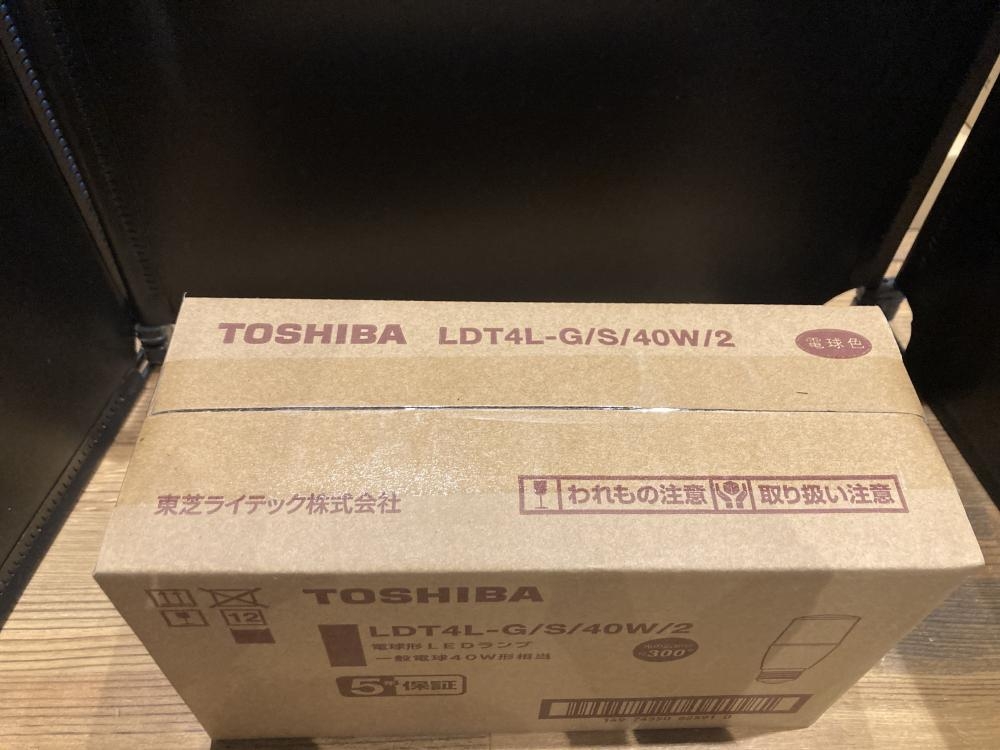 TOSHIBA LDT4L-G/S/40W/2 電球色
東芝ライテック株式会社 われもの注意 取り扱い注意
11
12
TOSHIBA
LDT4L-G/S/40W/2
電球形LEDランプ
一般電球40W形相当
300
5年保証